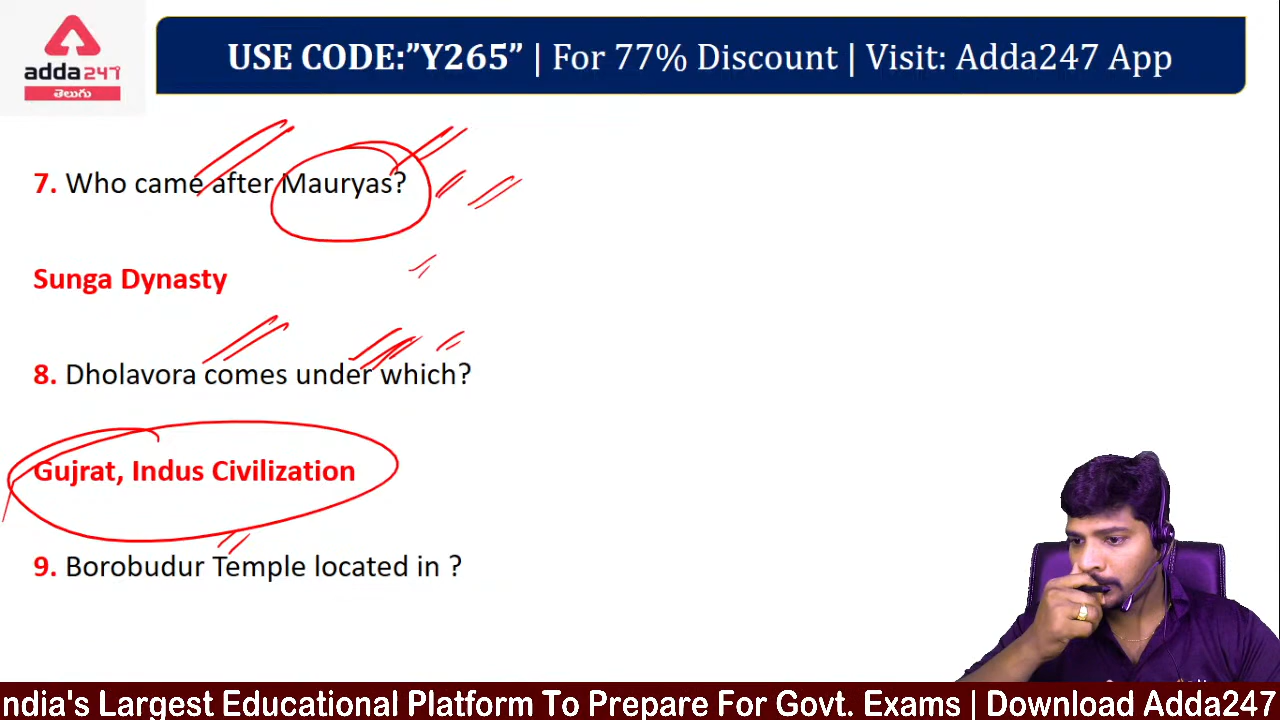 adda247
తెలుగు
USE CODE:”Y265” | For 77% Discount | Visit: Adda247 App
7. Who came after Mauryas?
Sunga Dynasty
8. Dholavora comes under which?
Gujrat, Indus Civilization
9. Borobudur Temple located in ?
ndia's Largest Educational Platform To Prepare For Govt. Exams | Download Adda247